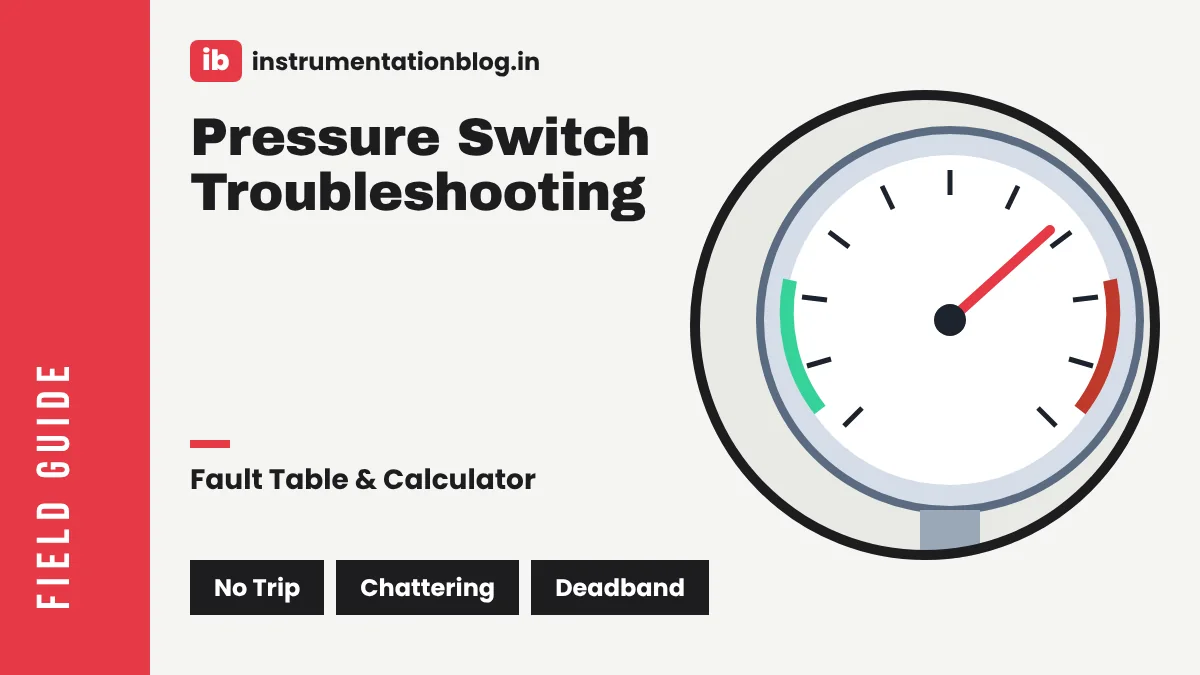 ib instrumentationblog.in
Pressure Switch
Troubleshooting
Fault Table & Calculator
No Trip
Chattering
Deadband
FIELD GUIDE